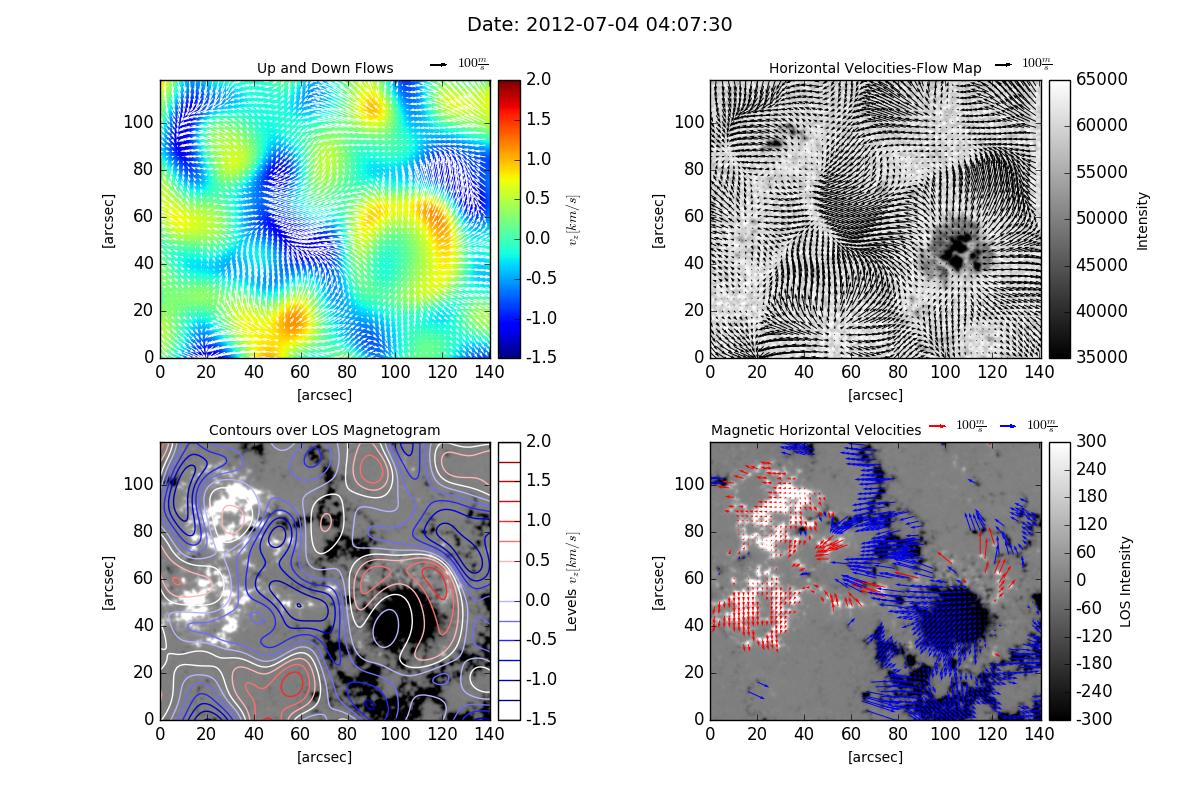 Date: 2012-07-04 04:07:30
Up and Down Flows
100 m/s
120
100
80
60
40
20
0
[arcsec]
0 20 40 60 80 100 120 140
[arcsec]
2.0
1.5
1.0
0.5
0.0
-0.5
-1.0
-1.5
v_z[km/s]
Horizontal Velocities-Flow Map
100 m/s
100
80
60
40
20
0
[arcsec]
0 20 40 60 80 100 120 140
[arcsec]
65000
60000
55000
50000
45000
40000
35000
Intensity
Contours over LOS Magnetogram
100
80
60
40
20
0
[arcsec]
0 20 40 60 80 100 120 140
[arcsec]
2.0
1.5
1.0
0.5
0.0
-0.5
-1.0
-1.5
Levels v_z[km/s]
Magnetic Horizontal Velocities
100 m/s
100 m/s
100
80
60
40
20
0
[arcsec]
0 20 40 60 80 100 120 140
[arcsec]
300
240
180
120
60
0
-60
-120
-180
-240
-300
LOS Intensity